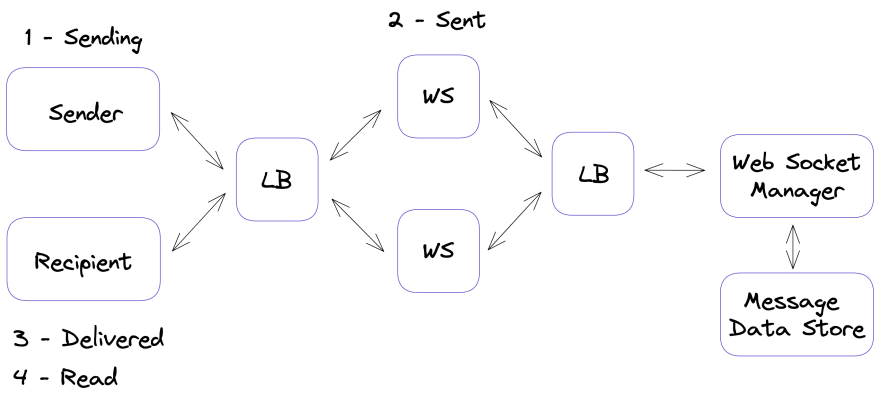 1 - Sending
2 - Sent
Sender
WS
LB
LB
Web Socket
Manager
Recipient
WS
Message
Data Store
3 - Delivered
4 - Read